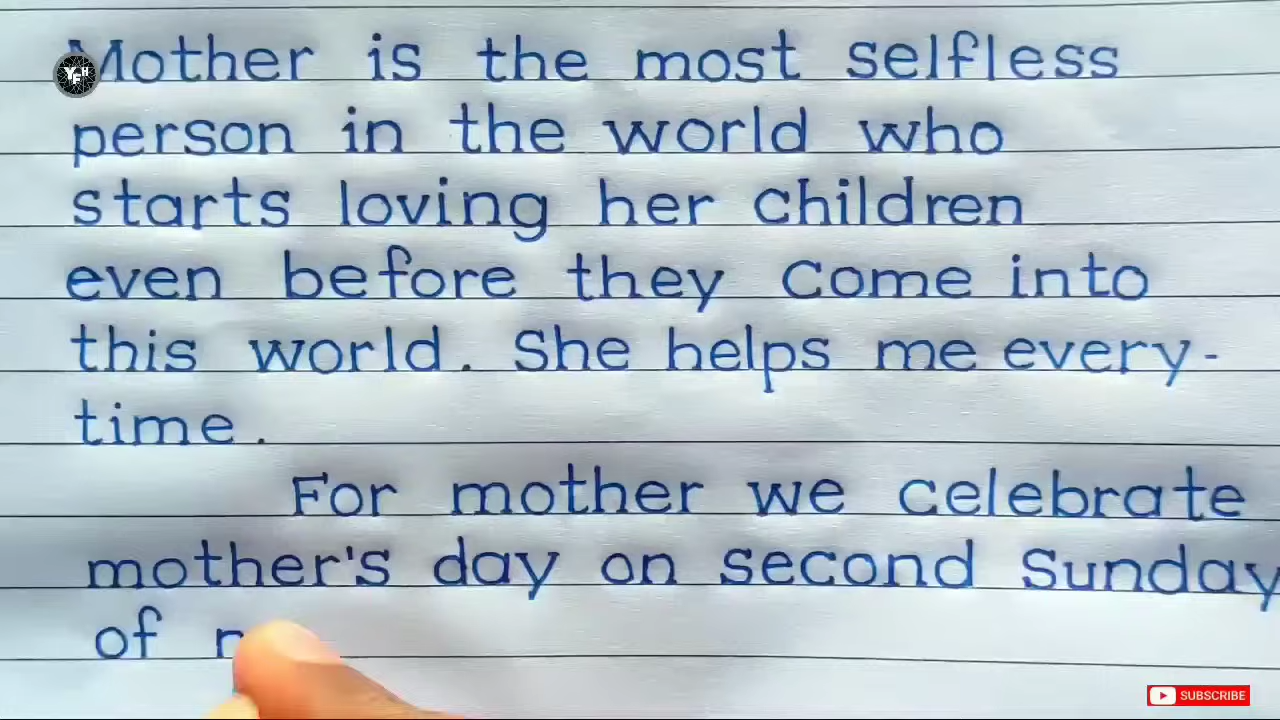 Mother is the most selfless
person in the world who
starts loving her children
even before they come into
this world. She helps me every-
time.
For mother we celebrate
mother's day on second Sunday
of
YFH
SUBSCRIBE